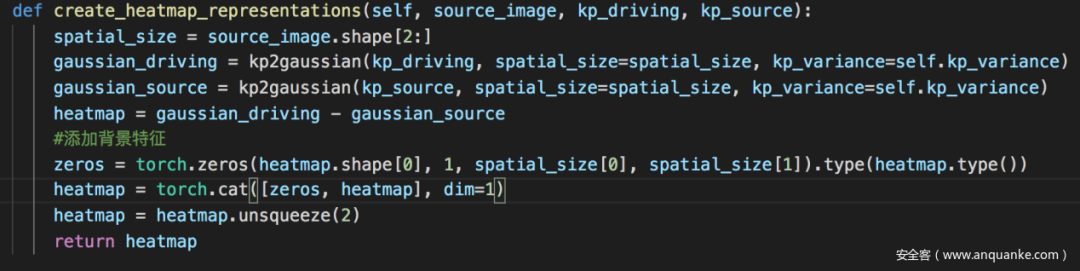 def create_heatmap_representations(self, source_image, kp_driving, kp_source):
    spatial_size = source_image.shape[2:]
    gaussian_driving = kp2gaussian(kp_driving, spatial_size=spatial_size, kp_variance=self.kp_variance)
    gaussian_source = kp2gaussian(kp_source, spatial_size=spatial_size, kp_variance=self.kp_variance)
    heatmap = gaussian_driving - gaussian_source
    #添加背景特征
    zeros = torch.zeros(heatmap.shape[0], 1, spatial_size[0], spatial_size[1]).type(heatmap.type())
    heatmap = torch.cat([zeros, heatmap], dim=1)
    heatmap = heatmap.unsqueeze(2)
    return heatmap
安全客（www.anquanke.com）